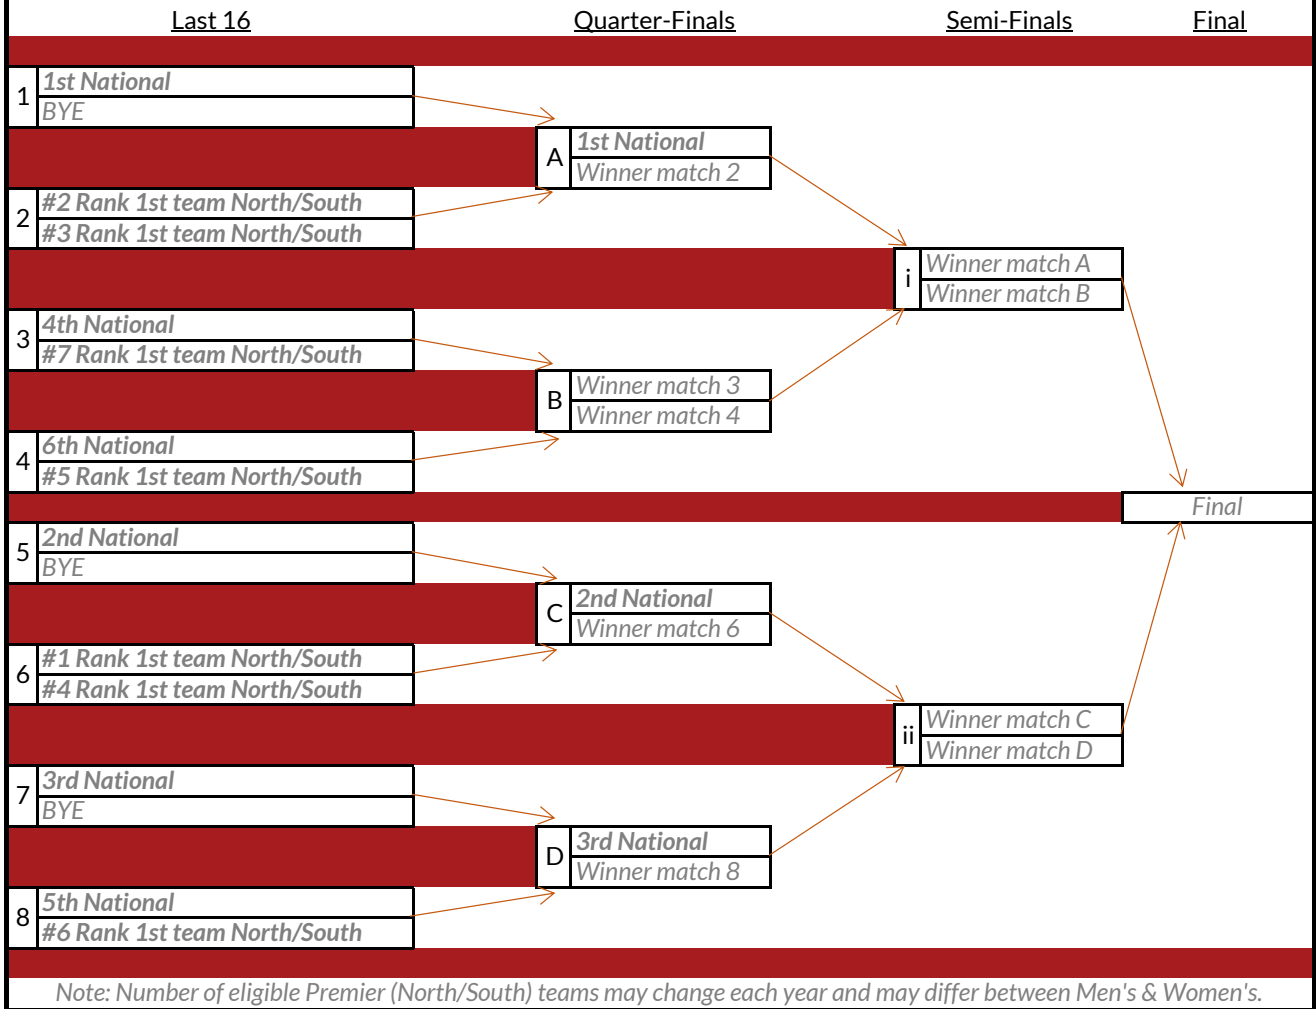 Last 16 Quarter-Finals Semi-Finals Final
1 1st National
BYE
A 1st National
Winner match 2
2 #2 Rank 1st team North/South
#3 Rank 1st team North/South
i Winner match A
Winner match B
3 4th National
#7 Rank 1st team North/South
B Winner match 3
Winner match 4
4 6th National
#5 Rank 1st team North/South
Final
5 2nd National
BYE
C 2nd National
Winner match 6
6 #1 Rank 1st team North/South
#4 Rank 1st team North/South
ii Winner match C
Winner match D
7 3rd National
BYE
D 3rd National
Winner match 8
8 5th National
#6 Rank 1st team North/South
Note: Number of eligible Premier (North/South) teams may change each year and may differ between Men's & Women's.